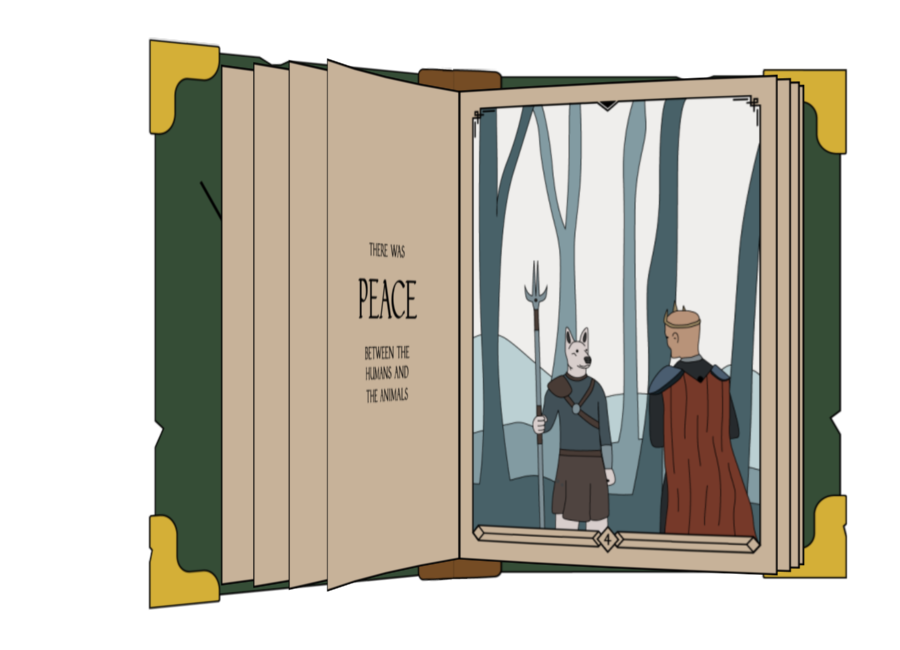 THERE WAS
PEACE
BETWEEN THE
HUMANS AND
THE ANIMALS
4